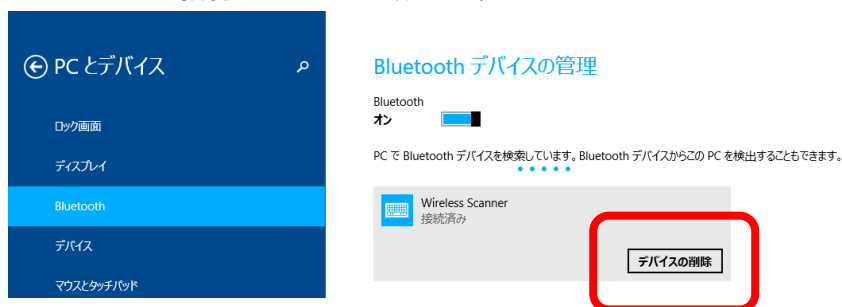 PC とデバイス
ロック画面
ディスプレイ
Bluetooth
デバイス
マウスとタッチパッド
Bluetooth デバイスの管理
Bluetooth
オン
PC で Bluetooth デバイスを検索しています。Bluetooth デバイスからこの PC を検出することもできます。
Wireless Scanner
接続済み
デバイスの削除